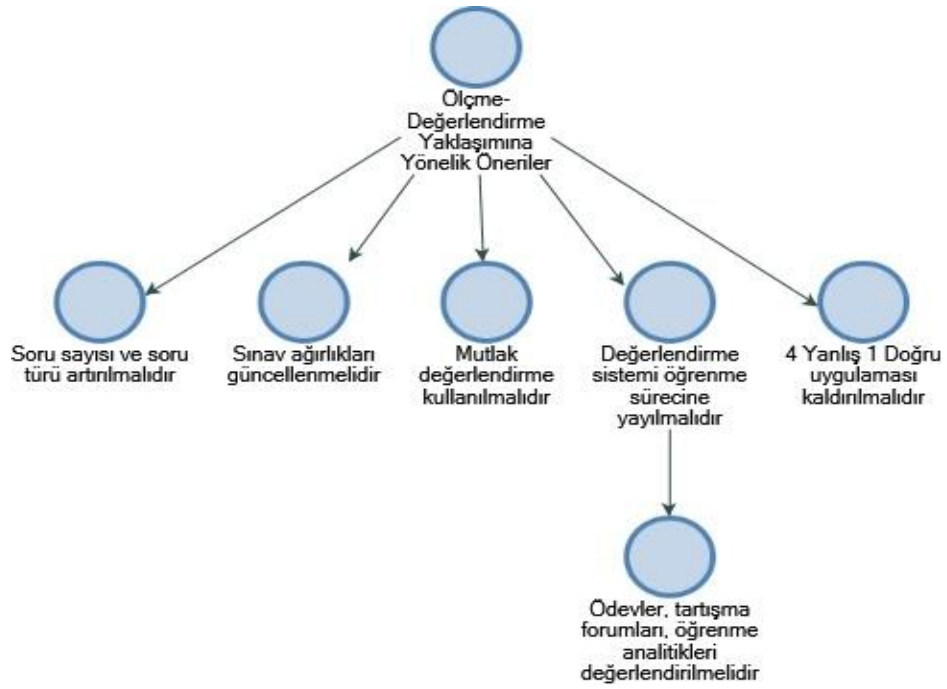 Ölçme-
Değerlendirme
Yaklaşımına
Yönelik Öneriler
Soru sayısı ve soru
türü artırılmalıdır
Sınav ağırlıkları
güncellenmelidir
Mutlak
değerlendirme
kullanılmalıdır
Değerlendirme
sistemi öğrenme
sürecine
yayılmalıdır
4 Yanlış 1 Doğru
uygulaması
kaldırılmalıdır
Ödevler, tartışma
forumları, öğrenme
analitikleri
değerlendirilmelidir